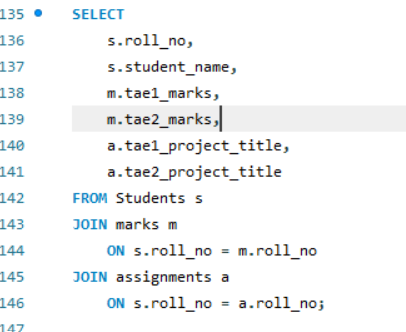 135 SELECT
136 s.roll_no,
137 s.student_name,
138 m.tae1_marks,
139 m.tae2_marks,
140 a.tae1_project_title,
141 a.tae2_project_title
142 FROM Students s
143 JOIN marks m
144 ON s.roll_no = m.roll_no
145 JOIN assignments a
146 ON s.roll_no = a.roll_no;
147